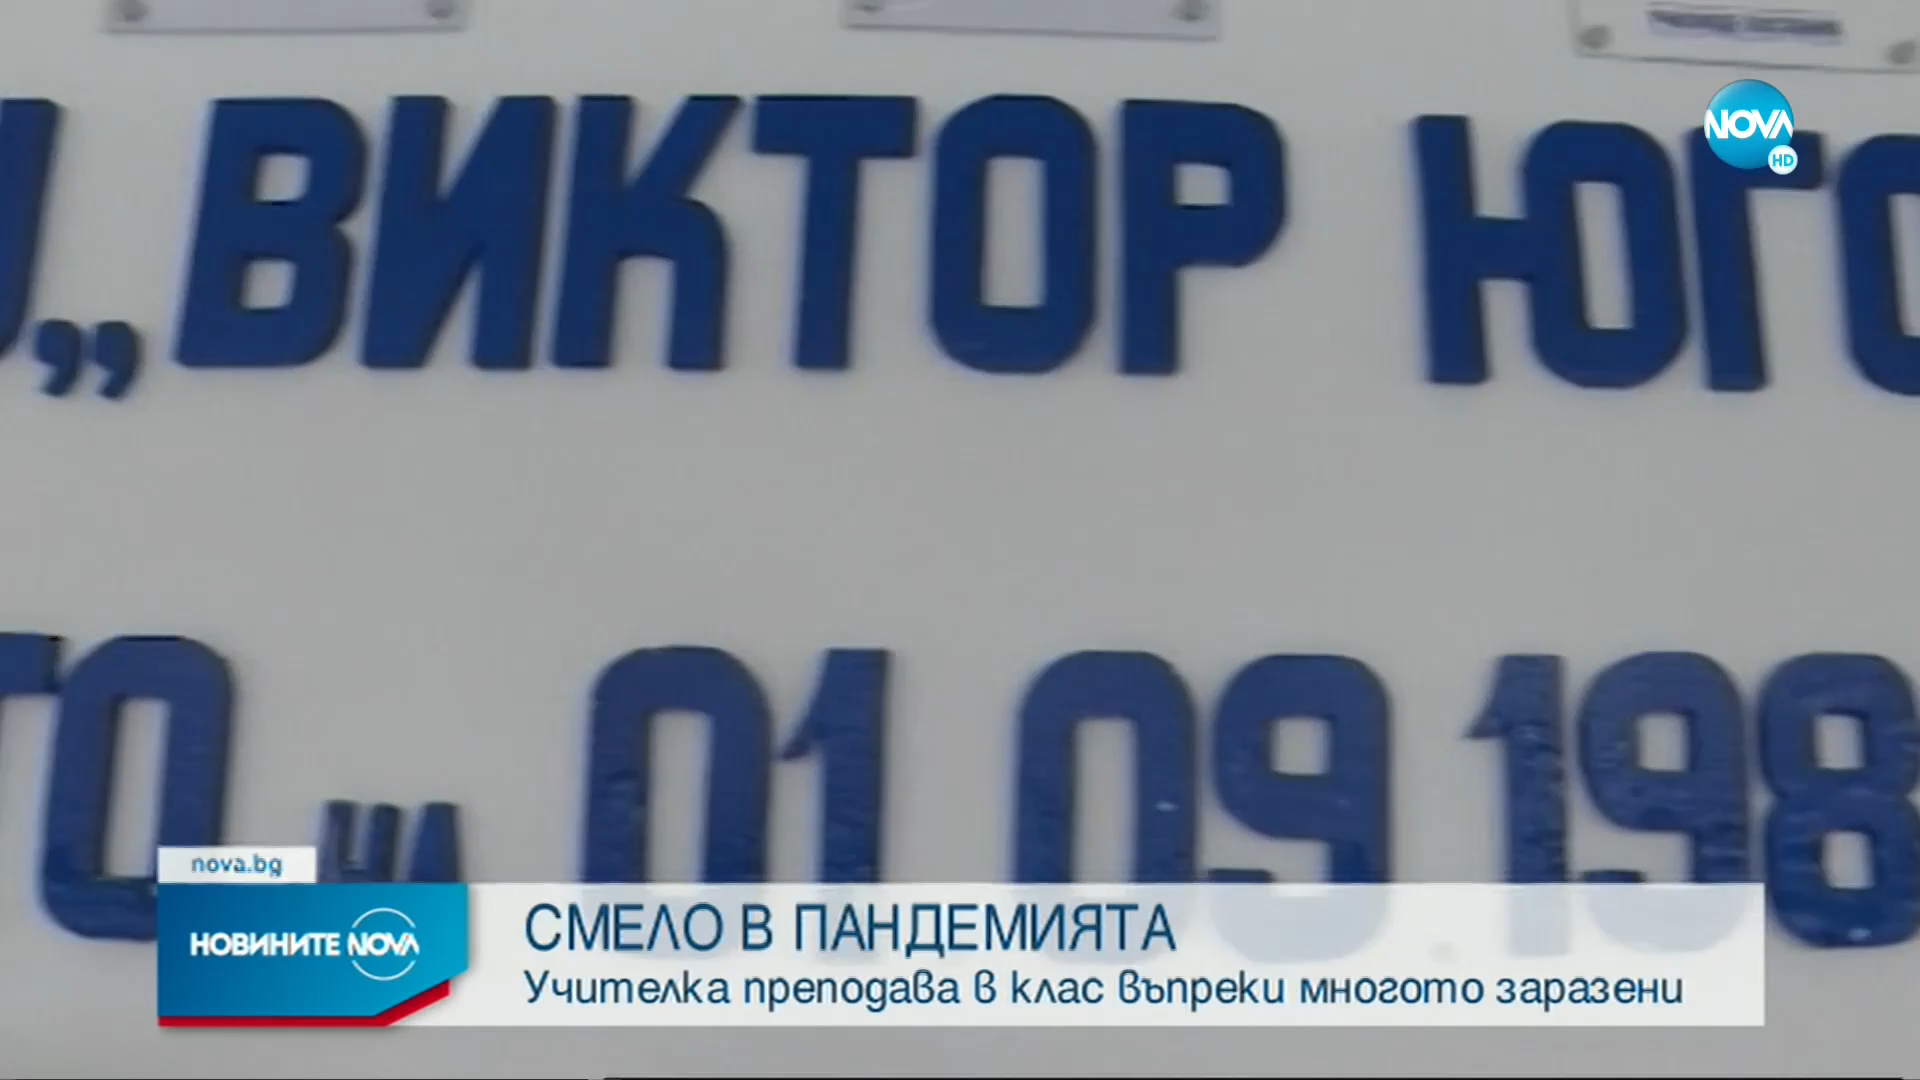 „ВИКТОР ЮГО
NOVA
HD
ГО
01.09.198
nova.bg
НОВИНИТЕ NOVA
СМЕЛО В ПАНДЕМИЯТА
Учителка преподава в клас въпреки многото заразени